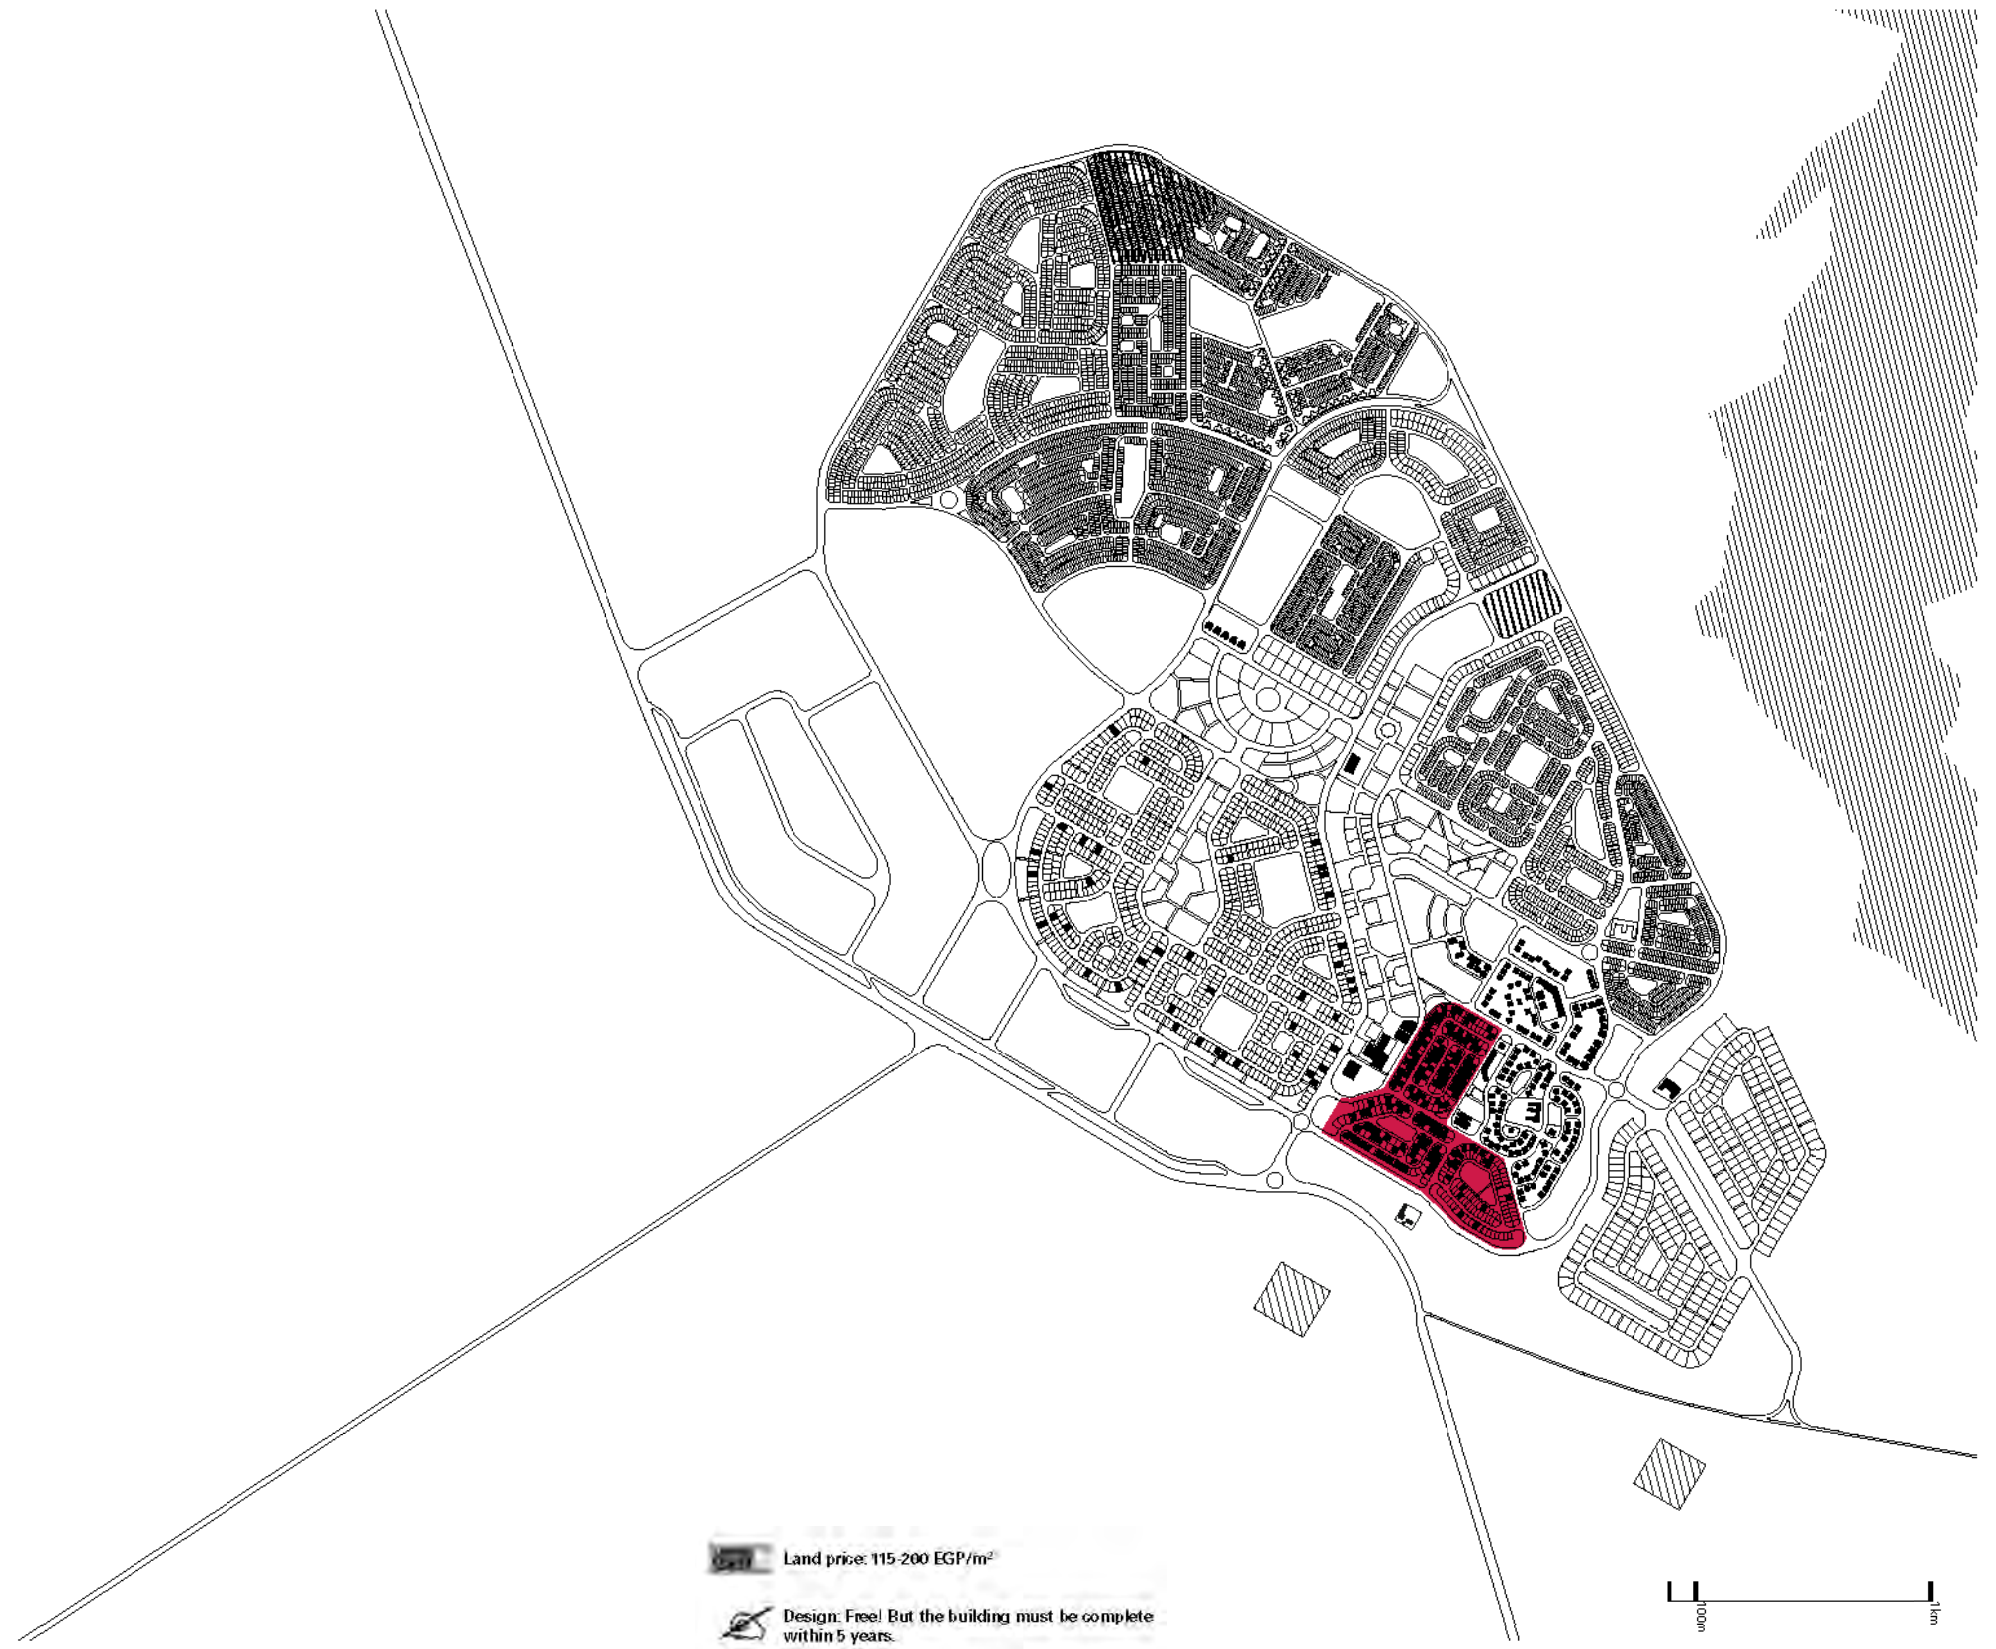 Land price: 115-200 EGP/m²
Design: Free! But the building must be complete
within 5 years.
100m
1km